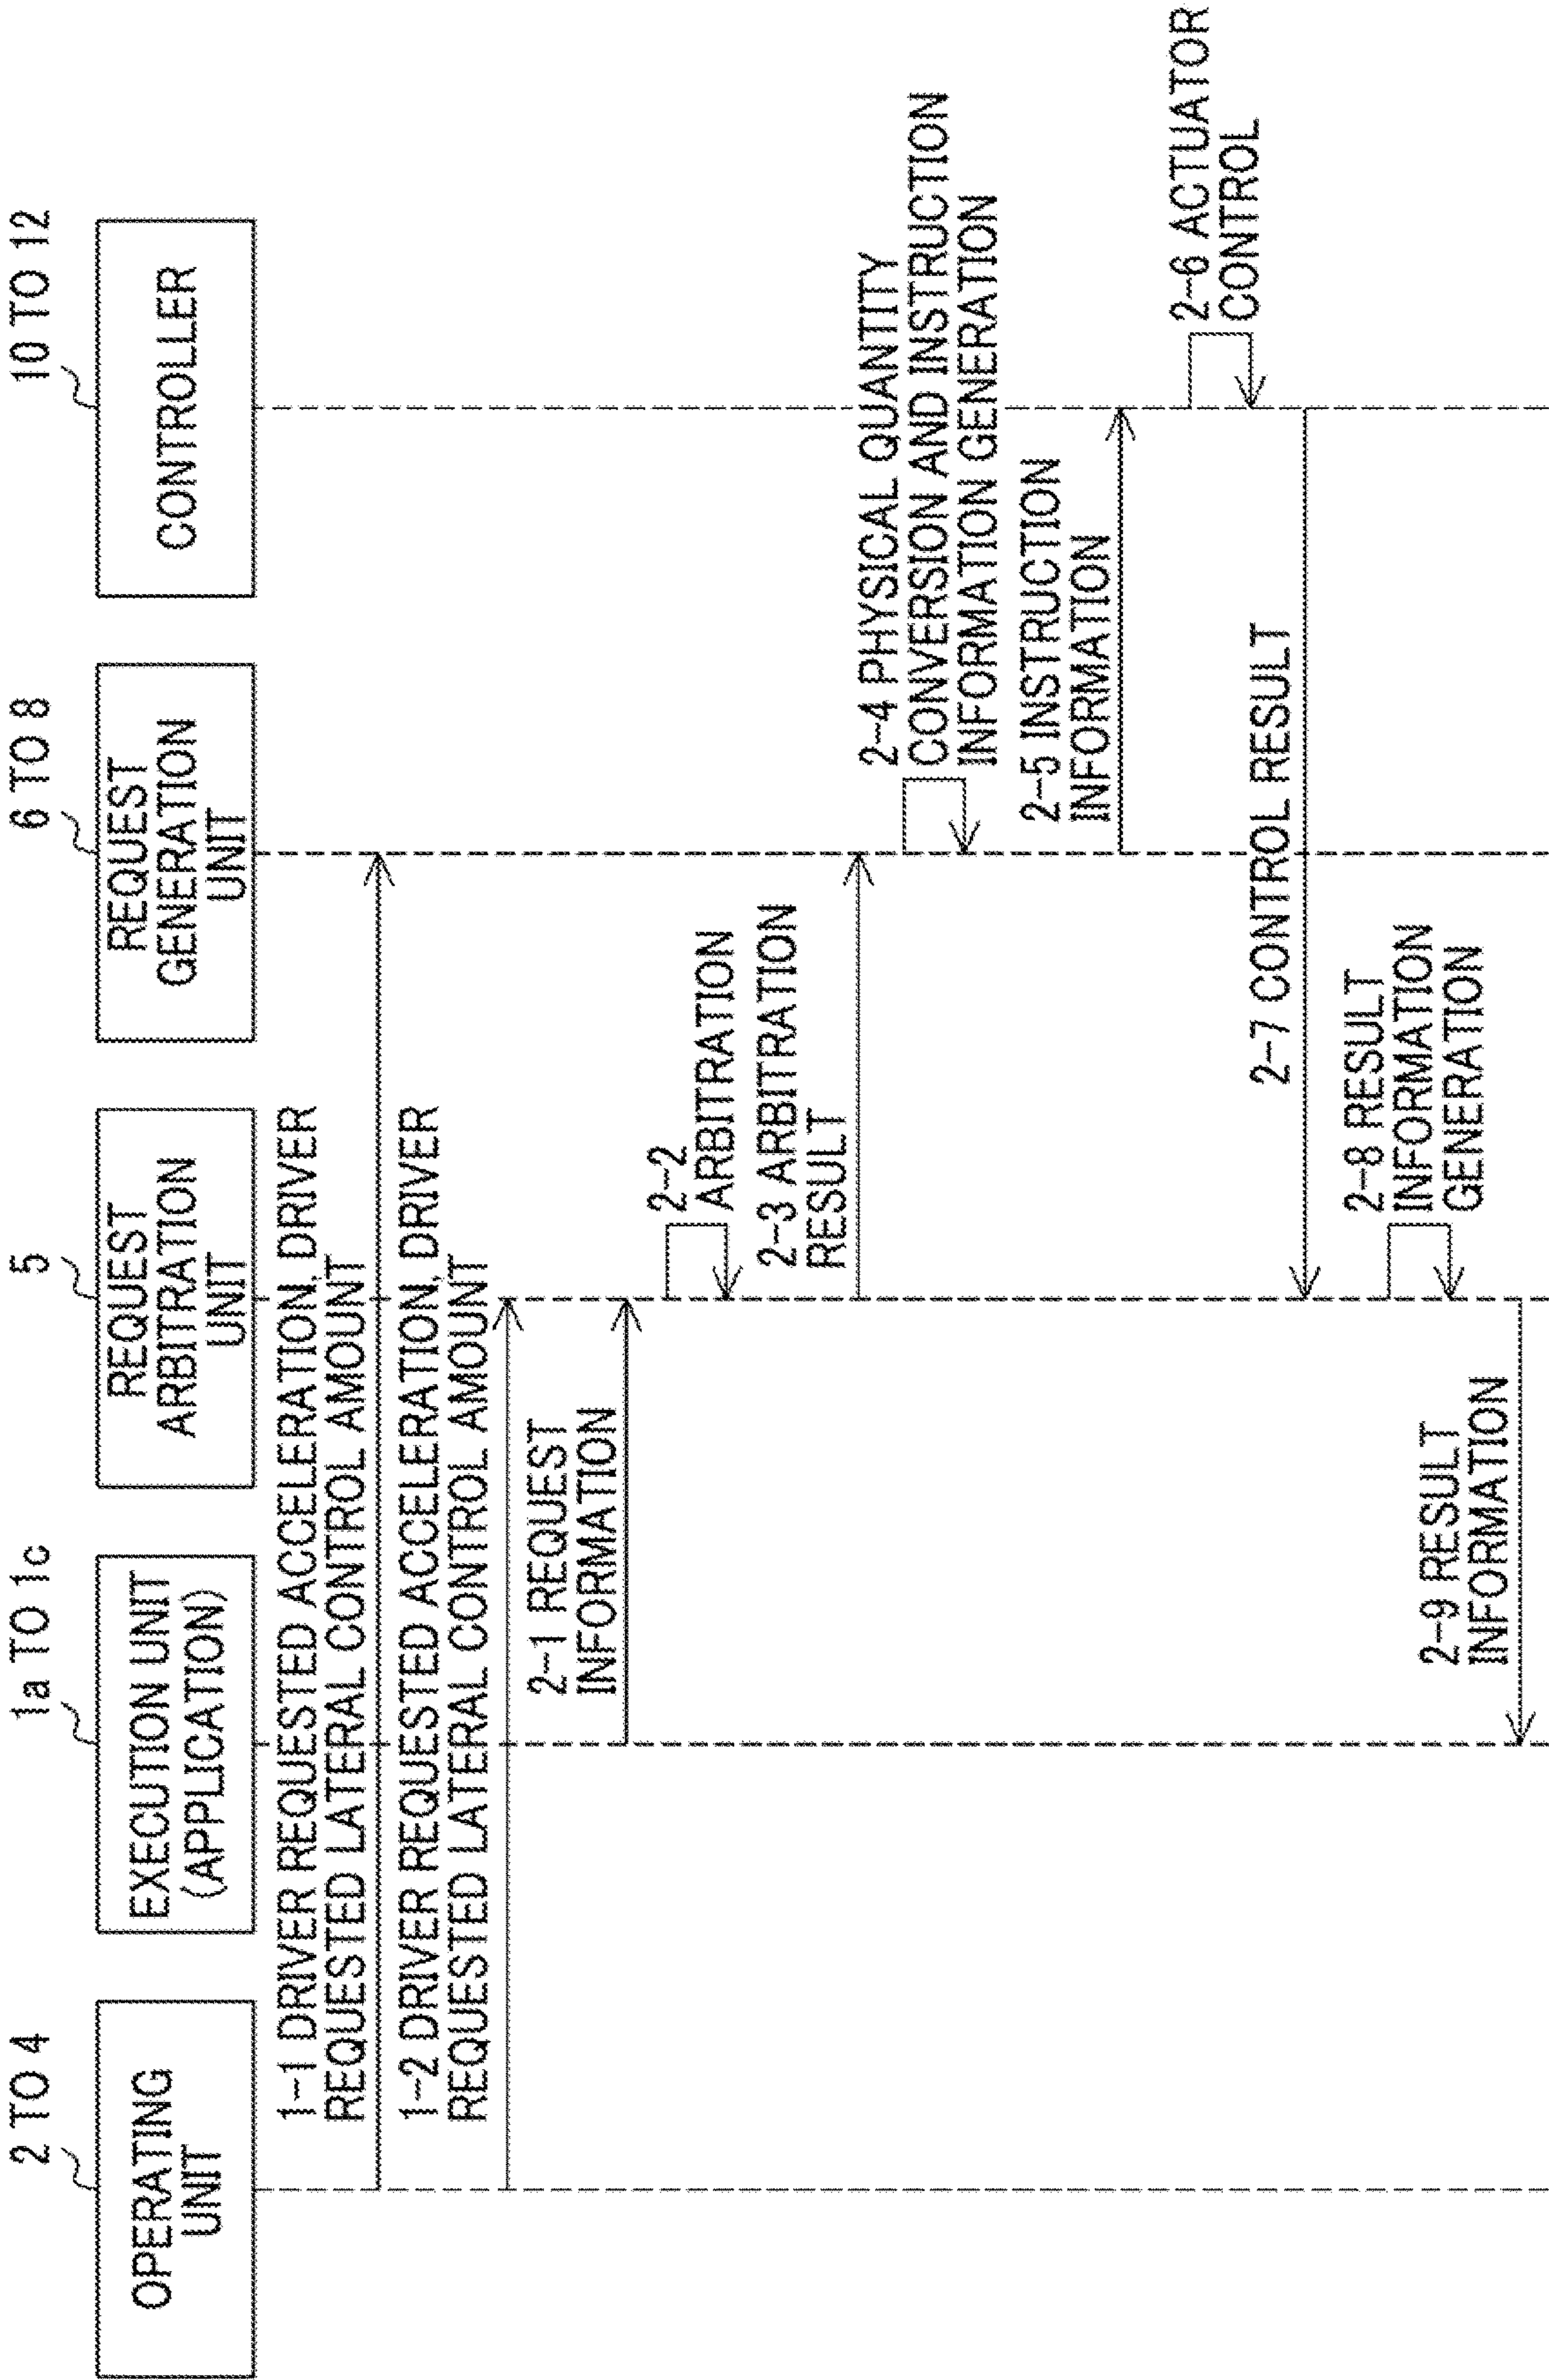 2 TO 4
OPERATING
UNIT
1a TO 1c
EXECUTION UNIT
(APPLICATION)
5
REQUEST
ARBITRATION
UNIT
6 TO 8
REQUEST
GENERATION
UNIT
10 TO 12
CONTROLLER
1-1 DRIVER REQUESTED ACCELERATION, DRIVER
REQUESTED LATERAL CONTROL AMOUNT
1-2 DRIVER REQUESTED ACCELERATION, DRIVER
REQUESTED LATERAL CONTROL AMOUNT
2-1 REQUEST
INFORMATION
2-2
ARBITRATION
2-3 ARBITRATION
RESULT
2-4 PHYSICAL QUANTITY
CONVERSION AND INSTRUCTION
INFORMATION GENERATION
2-5 INSTRUCTION
INFORMATION
2-6 ACTUATOR
CONTROL
2-7 CONTROL RESULT
2-8 RESULT
INFORMATION
GENERATION
2-9 RESULT
INFORMATION